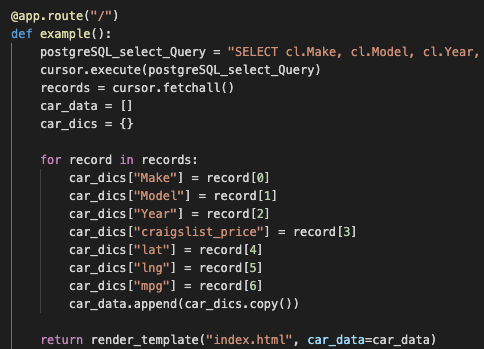 @app.route("/")
def example():
    postgreSQL_select_Query = "SELECT cl.Make, cl.Model, cl.Year,
    cursor.execute(postgreSQL_select_Query)
    records = cursor.fetchall()
    car_data = []
    car_dics = {}

    for record in records:
        car_dics["Make"] = record[0]
        car_dics["Model"] = record[1]
        car_dics["Year"] = record[2]
        car_dics["craigslist_price"] = record[3]
        car_dics["lat"] = record[4]
        car_dics["lng"] = record[5]
        car_dics["mpg"] = record[6]
        car_data.append(car_dics.copy())

    return render_template("index.html", car_data=car_data)